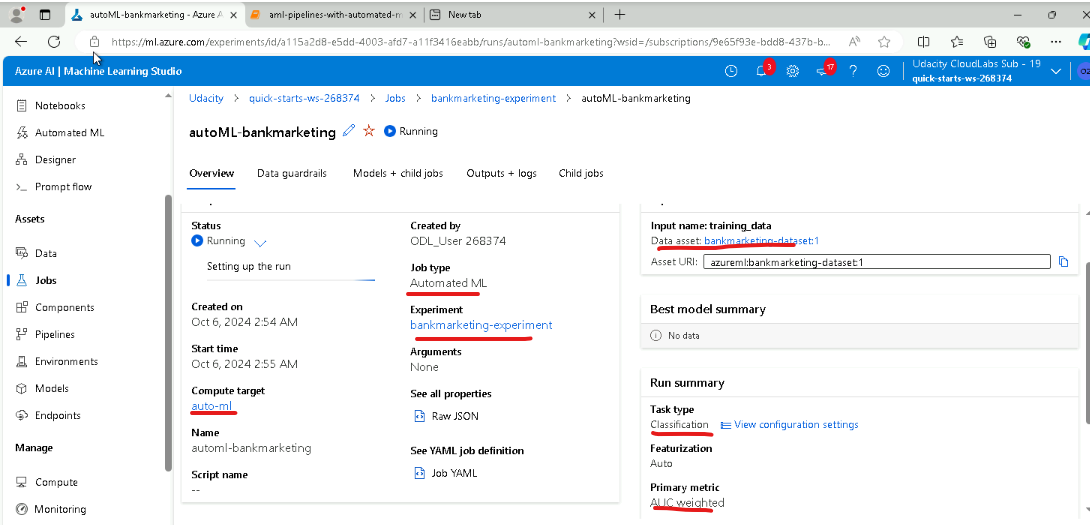 autoML-bankmarketing - Azure A
aml-pipelines-with-automated-m
New tab
https://ml.azure.com/experiments/id/a115a2d8-e5dd-4003-afd7-a11f3416eabb/runs/automl-bankmarketing?wsid=/subscriptions/9e65f93e-bdd8-437b-b...
Azure AI | Machine Learning Studio
3
17
?
Udacity CloudLabs Sub - 19
quick-starts-ws-268374
Notebooks
Automated ML
Designer
Prompt flow
Assets
Data
Jobs
Components
Pipelines
Environments
Models
Endpoints
Manage
Compute
Monitoring
Udacity > quick-starts-ws-268374 > Jobs > bankmarketing-experiment > autoML-bankmarketing
autoML-bankmarketing Running
Overview Data guardrails Models + child jobs Outputs + logs Child jobs
Status
Running
Setting up the run
Created on
Oct 6, 2024 2:54 AM
Start time
Oct 6, 2024 2:55 AM
Compute target
auto-ml
Name
automl-bankmarketing
Script name
--
Created by
ODL_User 268374
Job type
Automated ML
Experiment
bankmarketing-experiment
Arguments
None
See all properties
Raw JSON
See YAML job definition
Job YAML
Input name: training_data
Data asset: bankmarketing-dataset:1
Asset URI: azureml:bankmarketing-dataset:1
Best model summary
No data
Run summary
Task type
Classification View configuration settings
Featurization
Auto
Primary metric
AUC weighted